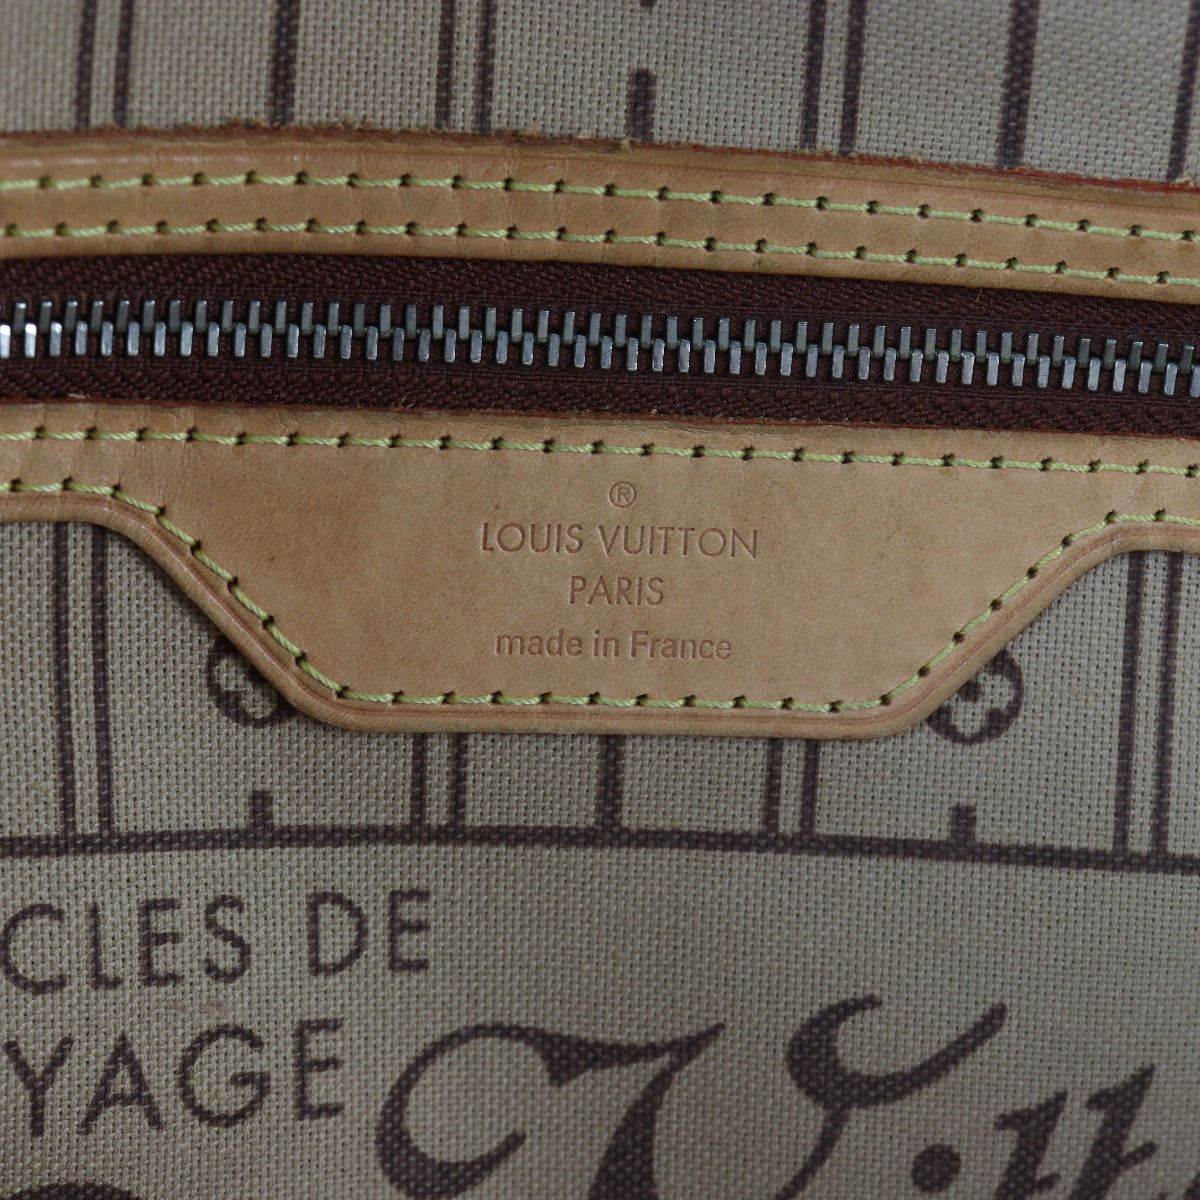 ®
LOUIS VUITTON
PARIS
made in France
CLES DE
YAGE